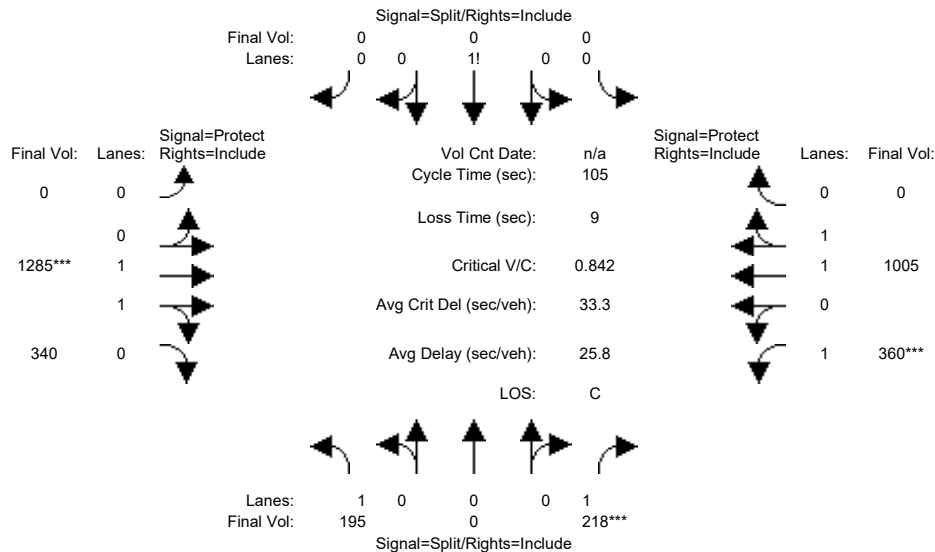 Signal=Split/Rights=Include
Final Vol: 0 0 0
Lanes: 0 0 1! 0 0
Signal=Protect
Final Vol: Lanes: Rights=Include
Vol Cnt Date: n/a
Signal=Protect
Rights=Include Lanes: Final Vol:
Cycle Time (sec): 105
0 0
0 0
Loss Time (sec): 9
0
1
1285*** 1
Critical V/C: 0.842
1 1005
1
Avg Crit Del (sec/veh): 33.3
0
340 0
Avg Delay (sec/veh): 25.8
1 360***
LOS: C
Lanes: 1 0 0 0 1
Final Vol: 195 0 218***
Signal=Split/Rights=Include